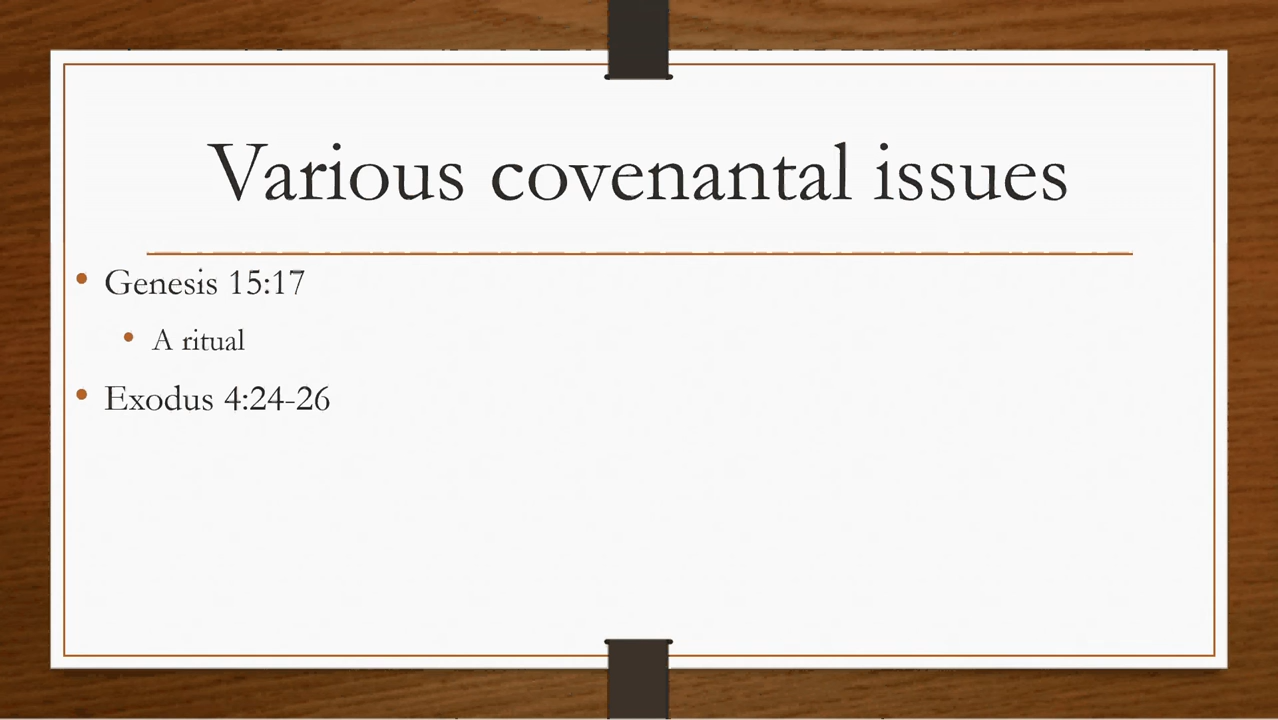 Various covenantal issues
• Genesis 15:17
• A ritual
• Exodus 4:24-26